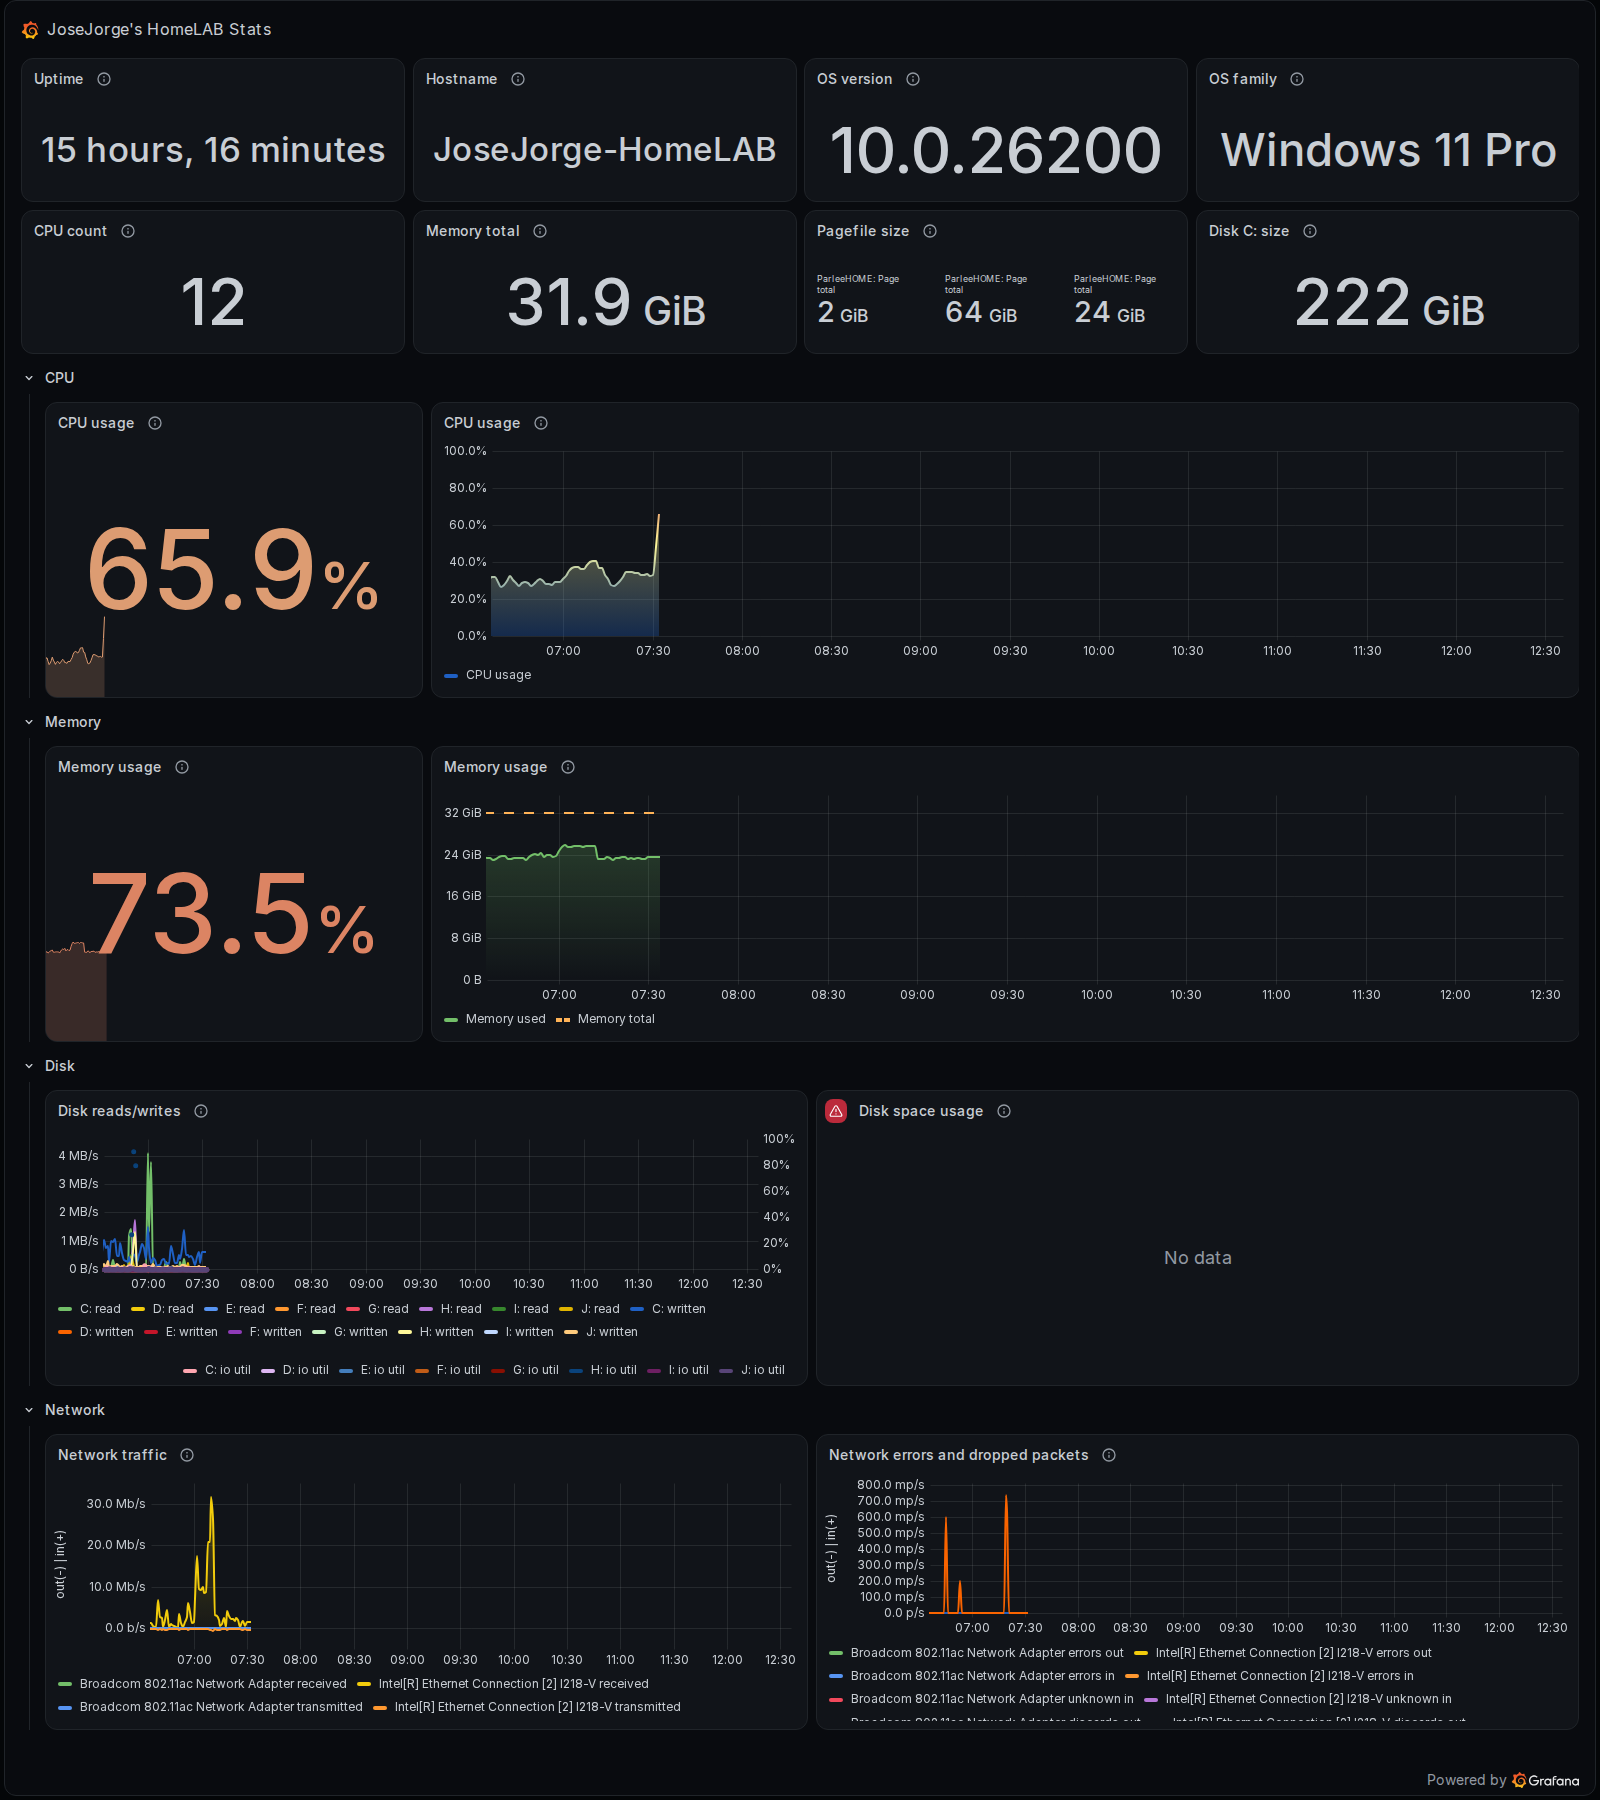 JoseJorge's HomeLAB Stats
Uptime
Hostname
OS version
OS family
15 hours, 16 minutes
JoseJorge-HomeLAB
10.0.26200
Windows 11 Pro
CPU count
Memory total
Pagefile size
Disk C: size
12
31.9 GiB
ParleeHOME: Page total
2 GiB
ParleeHOME: Page total
64 GiB
ParleeHOME: Page total
24 GiB
222 GiB
CPU
CPU usage
65.9%
CPU usage
100.0%
80.0%
60.0%
40.0%
20.0%
0.0%
07:00 07:30 08:00 08:30 09:00 09:30 10:00 10:30 11:00 11:30 12:00 12:30
CPU usage
Memory
Memory usage
73.5%
Memory usage
32 GiB
24 GiB
16 GiB
8 GiB
0 B
07:00 07:30 08:00 08:30 09:00 09:30 10:00 10:30 11:00 11:30 12:00 12:30
Memory used Memory total
Disk
Disk reads/writes
4 MB/s
3 MB/s
2 MB/s
1 MB/s
0 B/s
100%
80%
60%
40%
20%
0%
07:00 07:30 08:00 08:30 09:00 09:30 10:00 10:30 11:00 11:30 12:00 12:30
C: read D: read E: read F: read G: read H: read I: read J: read C: written
D: written E: written F: written G: written H: written I: written J: written
C: io util D: io util E: io util F: io util G: io util H: io util I: io util J: io util
Disk space usage
No data
Network
Network traffic
out(-) | in(+)
30.0 Mb/s
20.0 Mb/s
10.0 Mb/s
0.0 b/s
07:00 07:30 08:00 08:30 09:00 09:30 10:00 10:30 11:00 11:30 12:00 12:30
Broadcom 802.11ac Network Adapter received Intel[R] Ethernet Connection [2] I218-V received
Broadcom 802.11ac Network Adapter transmitted Intel[R] Ethernet Connection [2] I218-V transmitted
Network errors and dropped packets
out(-) | in(+)
800.0 mp/s
700.0 mp/s
600.0 mp/s
500.0 mp/s
400.0 mp/s
300.0 mp/s
200.0 mp/s
100.0 mp/s
0.0 p/s
07:00 07:30 08:00 08:30 09:00 09:30 10:00 10:30 11:00 11:30 12:00 12:30
Broadcom 802.11ac Network Adapter errors out Intel[R] Ethernet Connection [2] I218-V errors out
Broadcom 802.11ac Network Adapter errors in Intel[R] Ethernet Connection [2] I218-V errors in
Broadcom 802.11ac Network Adapter unknown in Intel[R] Ethernet Connection [2] I218-V unknown in
Broadcom 802.11ac Network Adapter discards out Intel[R] Ethernet Connection [2] I218-V discards out
Powered by Grafana